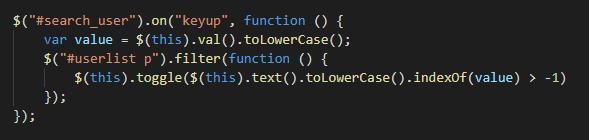 $("#search_user").on("keyup", function () {
    var value = $(this).val().toLowerCase();
    $("#userlist p").filter(function () {
        $(this).toggle($(this).text().toLowerCase().indexOf(value) > -1)
    });
});